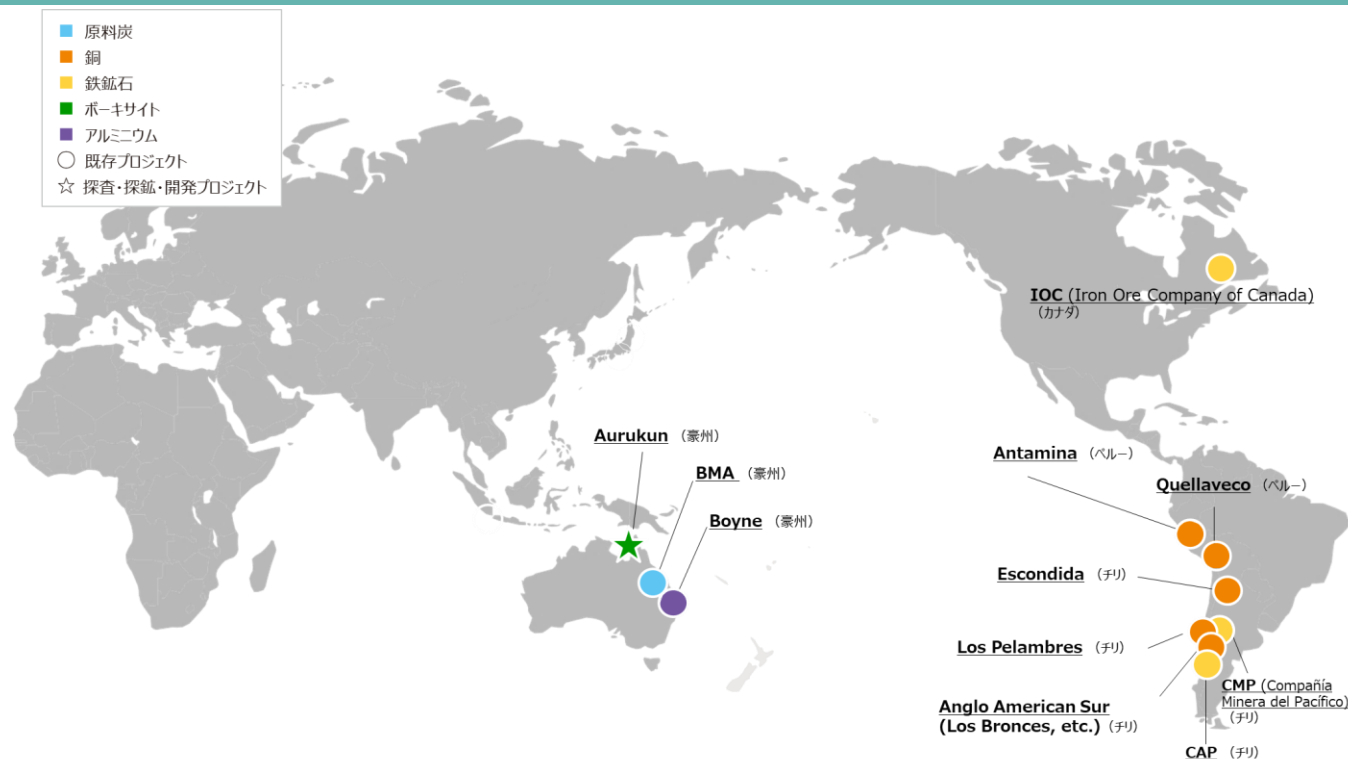 原料炭
銅
鉄鉱石
ボーキサイト
アルミニウム
既存プロジェクト
探査・探鉱・開発プロジェクト
IOC (Iron Ore Company of Canada)
（カナダ）
Aurukun （豪州）
BMA （豪州）
Boyne （豪州）
Antamina （ペルー）
Quellaveco （ペルー）
Escondida （チリ）
Los Pelambres （チリ）
CMP (Compañía
Minera del Pacífico)
（チリ）
Anglo American Sur
(Los Bronces, etc.) （チリ）
CAP （チリ）